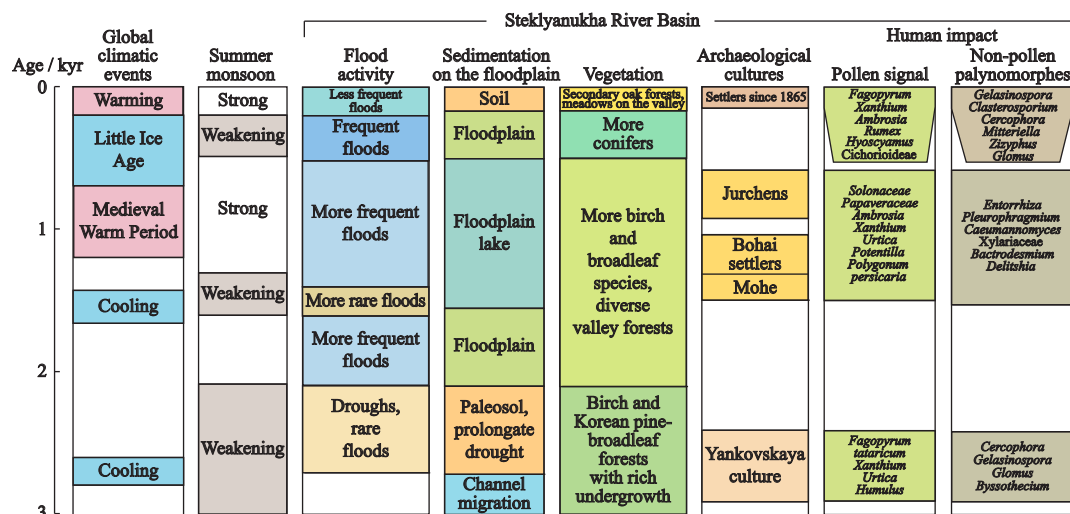 Steklyanukha River Basin
Human impact
Age / kyr
Global
climatic
events
Summer
monsoon
Flood
activity
Sedimentation
on the floodplain
Vegetation
Archaeological
cultures
Pollen signal
Non-pollen
palynomorphes
0
1
2
3
Warming
Little Ice
Age
Medieval
Warm Period
Cooling
Cooling
Strong
Weakening
Strong
Weakening
Weakening
Less frequent
floods
Frequent
floods
More frequent
floods
More rare floods
More frequent
floods
Droughs,
rare
floods
Soil
Floodplain
Floodplain
lake
Floodplain
Paleosol,
prolongate
drought
Channel
migration
Secondary oak forests,
meadows on the valley
More
conifers
More birch
and
broadleaf
species,
diverse
valley forests
Birch and
Korean pine-
broadleaf
forests
with rich
undergrowth
Settlers since 1865
Jurchens
Bohai
settlers
Mohe
Yankovskaya
culture
Fagopyrum
Xanthium
Ambrosia
Rumex
Hyoscyamus
Cichorioideae
Solonaceae
Papaveraceae
Ambrosia
Xanthium
Urtica
Potentilla
Polygonum
persicaria
Fagopyrum
tataricum
Xanthium
Urtica
Humulus
Gelasinospora
Clasterosporium
Cercophora
Mitteriella
Zizyphus
Glomus
Entorrhiza
Pleurophragmium
Caeumannomyces
Xylariaceae
Bactrodesmium
Delitshia
Cercophora
Gelasinospora
Glomus
Byssothecium